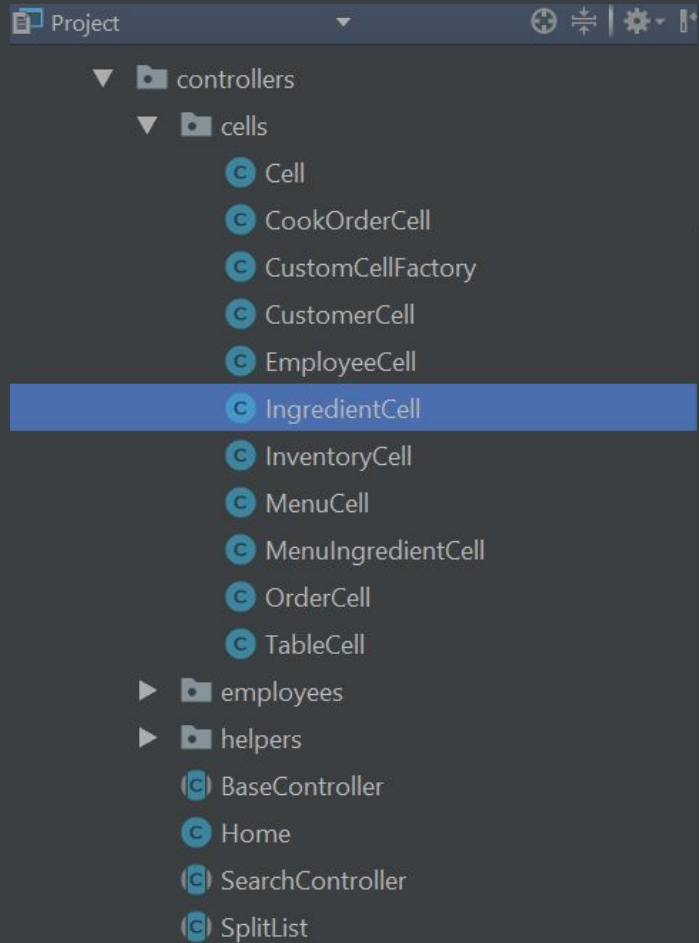 Project
controllers
cells
Cell
CookOrderCell
CustomCellFactory
CustomerCell
EmployeeCell
IngredientCell
InventoryCell
MenuCell
MenuIngredientCell
OrderCell
TableCell
employees
helpers
BaseController
Home
SearchController
SplitList